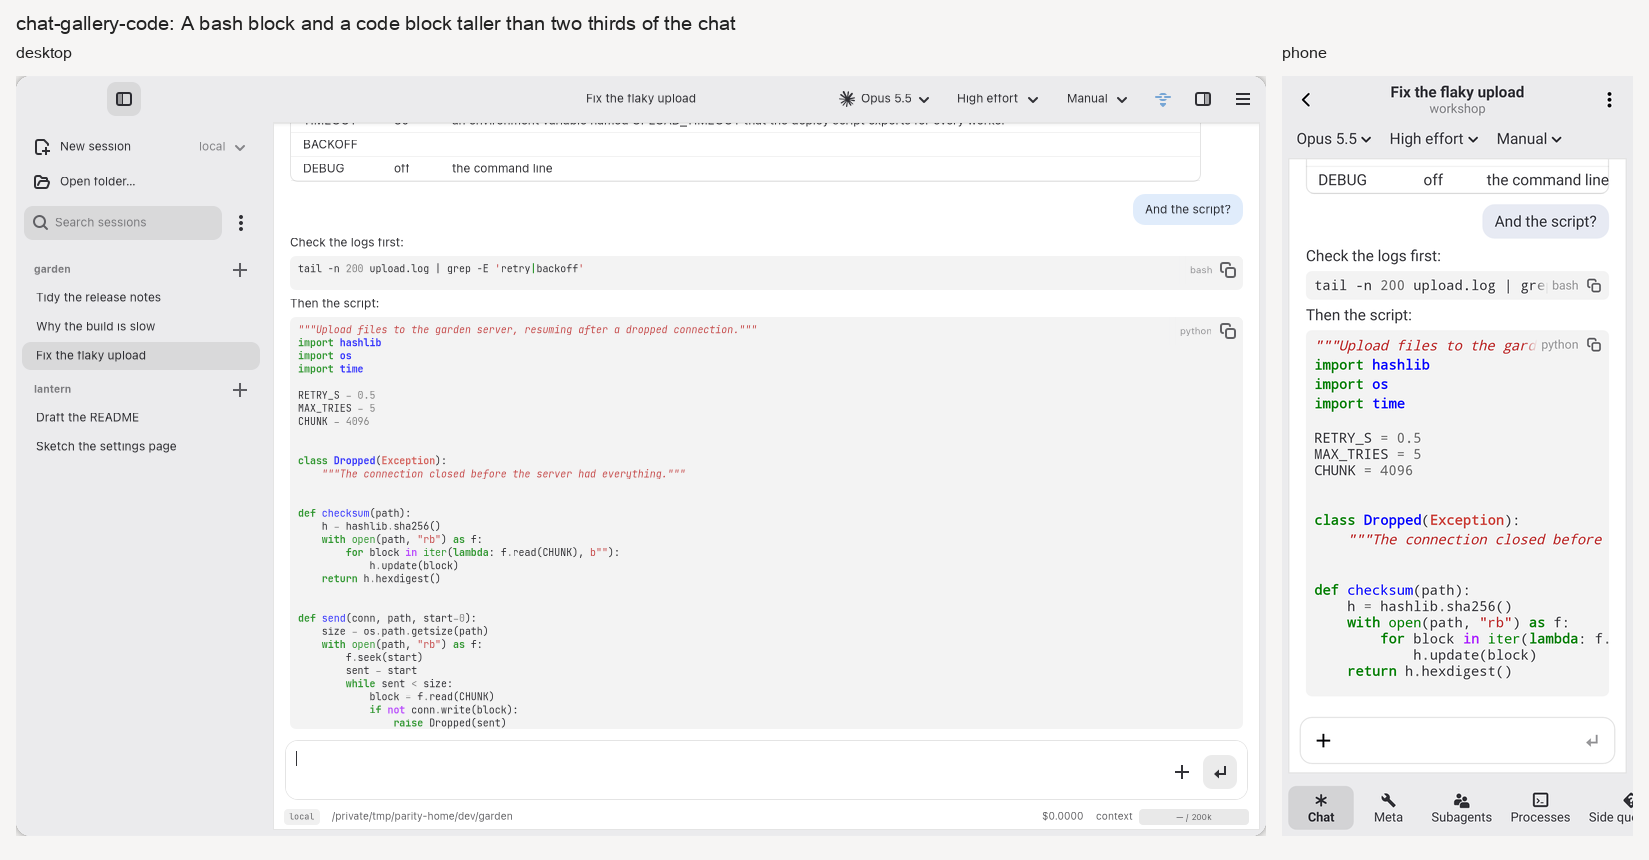 chat-gallery-code: A bash block and a code block taller than two thirds of the chat
desktop
Fix the flaky upload
Opus 5.5
High effort
Manual
New session
local
Open folder...
Search sessions
garden
Tidy the release notes
Why the build is slow
Fix the flaky upload
lantern
Draft the README
Sketch the settings page
BACKOFF
DEBUG off the command line
And the script?
Check the logs first:
tail -n 200 upload.log | grep -E 'retry|backoff'
bash
Then the script:
python
"""Upload files to the garden server, resuming after a dropped connection."""
import hashlib
import os
import time
RETRY_S = 0.5
MAX_TRIES = 5
CHUNK = 4096
class Dropped(Exception):
    """The connection closed before the server had everything."""
def checksum(path):
    h = hashlib.sha256()
    with open(path, "rb") as f:
        for block in iter(lambda: f.read(CHUNK), b""):
            h.update(block)
    return h.hexdigest()
def send(conn, path, start=0):
    size = os.path.getsize(path)
    with open(path, "rb") as f:
        f.seek(start)
        sent = start
        while sent < size:
            block = f.read(CHUNK)
            if not conn.write(block):
                raise Dropped(sent)
local
/private/tmp/parity-home/dev/garden
$0.0000
context
— / 200k
phone
Fix the flaky upload
workshop
Opus 5.5
High effort
Manual
DEBUG off the command line
And the script?
Check the logs first:
tail -n 200 upload.log | gre
bash
Then the script:
"""Upload files to the gard
python
import hashlib
import os
import time
RETRY_S = 0.5
MAX_TRIES = 5
CHUNK = 4096
class Dropped(Exception):
    """The connection closed before
def checksum(path):
    h = hashlib.sha256()
    with open(path, "rb") as f:
        for block in iter(lambda: f.
            h.update(block)
    return h.hexdigest()
Chat
Meta
Subagents
Processes
Side qu